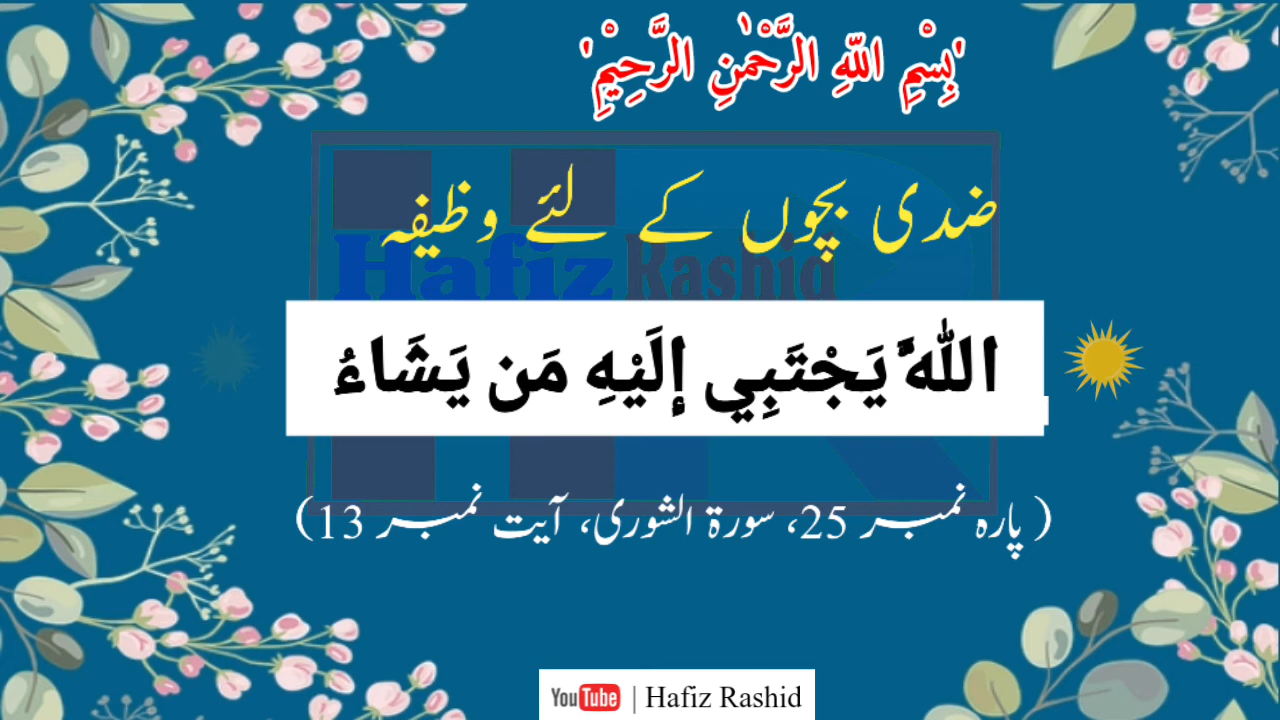 'بِسْمِ اللّٰهِ الرَّحْمٰنِ الرَّحِيْمِ'
ضدی بچوں کے لئے وظیفہ
Hafiz Rashid
اللهُ يَجْتَبِي إِلَيْهِ مَن يَشَاءُ
( پارہ نمبر 25، سورۃ الشوری، آیت نمبر 13)
YouTube | Hafiz Rashid